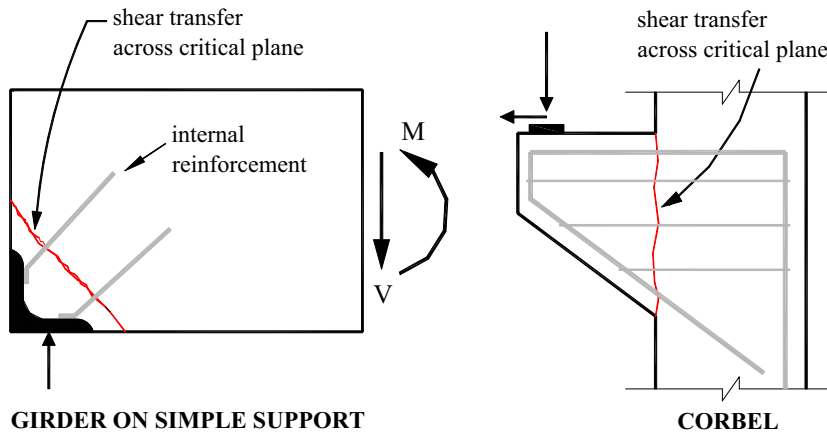 shear transfer
across critical plane
internal
reinforcement
M
V
GIRDER ON SIMPLE SUPPORT
shear transfer
across critical plane
CORBEL